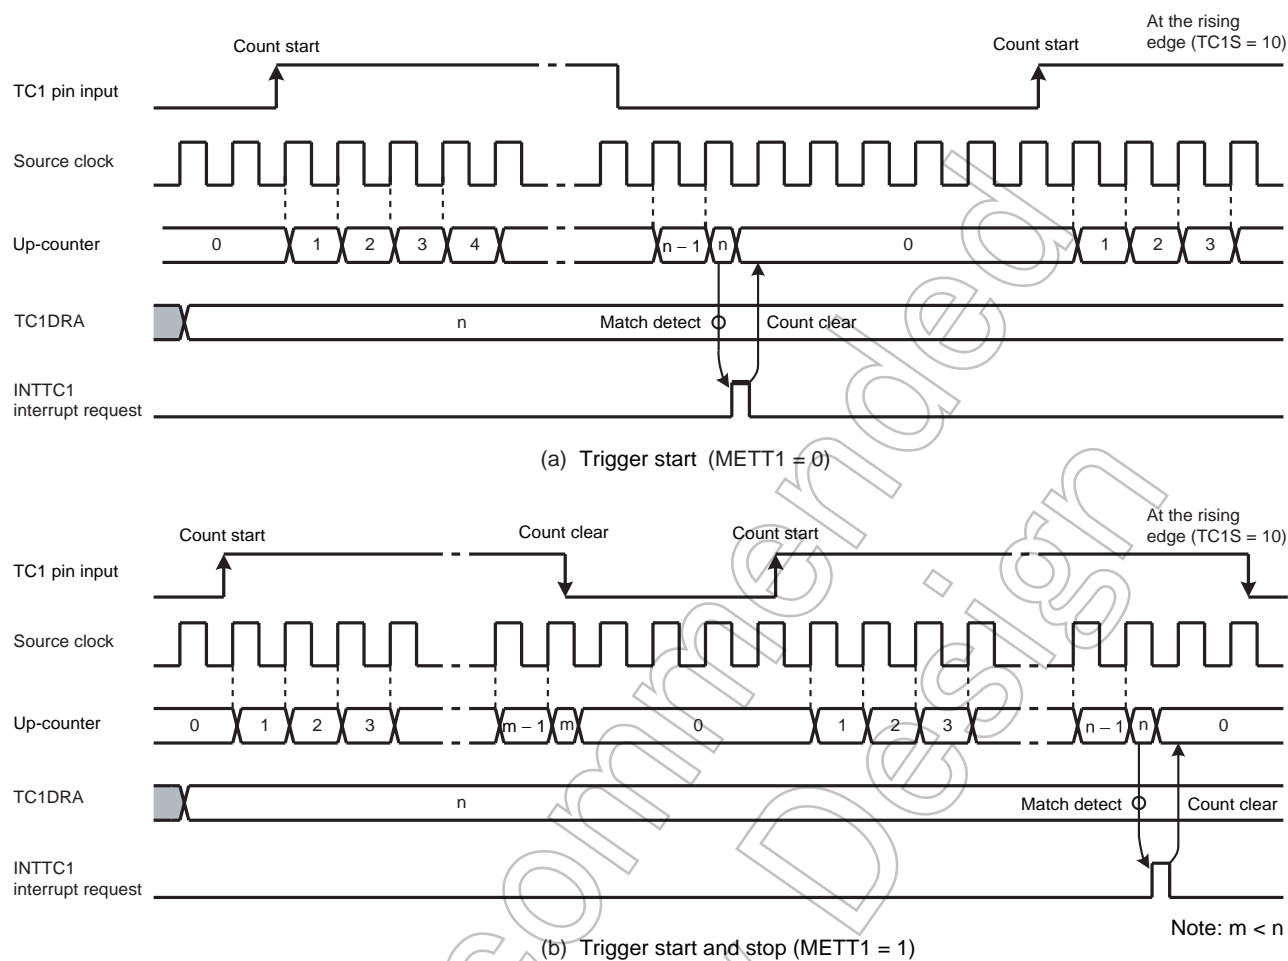 At the rising
edge (TC1S = 10)
Count start
Count start
TC1 pin input
Source clock
Up-counter
0 1 2 3 4 n – 1 n 0 1 2 3
TC1DRA
n
Match detect
Count clear
INTTC1
interrupt request
(a) Trigger start (METT1 = 0)
At the rising
edge (TC1S = 10)
Count start
Count clear
Count start
TC1 pin input
Source clock
Up-counter
0 1 2 3 m – 1 m 0 1 2 3 n – 1 n 0
TC1DRA
n
Match detect
Count clear
INTTC1
interrupt request
Note: m < n
(b) Trigger start and stop (METT1 = 1)
ommended
Design